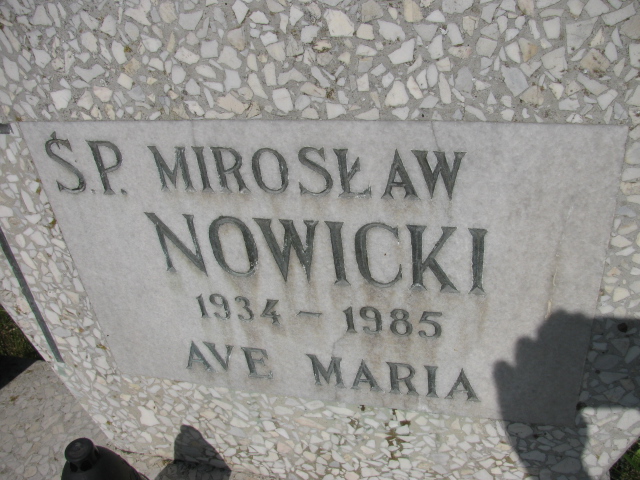 Ś.P. MIROSŁAW
NOWICKI
1934 – 1985
AVE MARIA